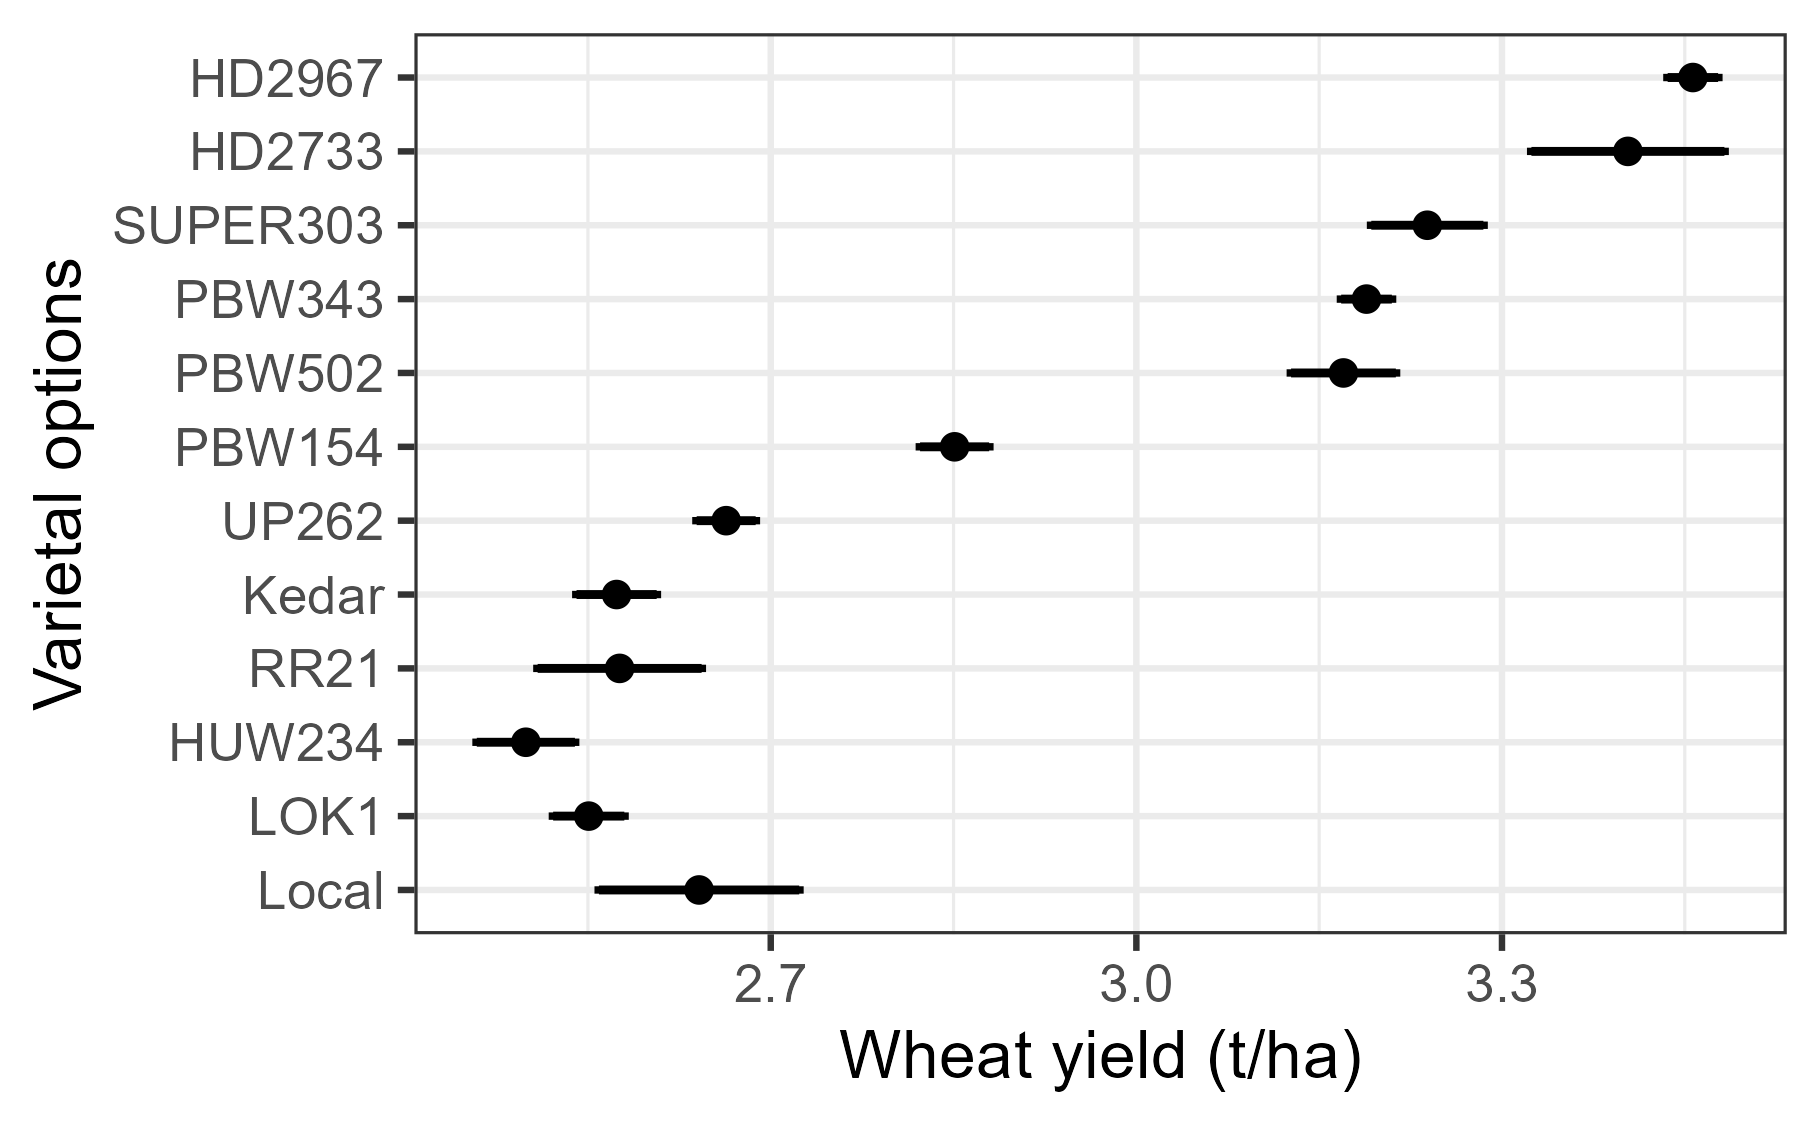 HD2967
HD2733
SUPER303
PBW343
PBW502
PBW154
UP262
Kedar
RR21
HUW234
LOK1
Local
Varietal options
2.7 3.0 3.3
Wheat yield (t/ha)